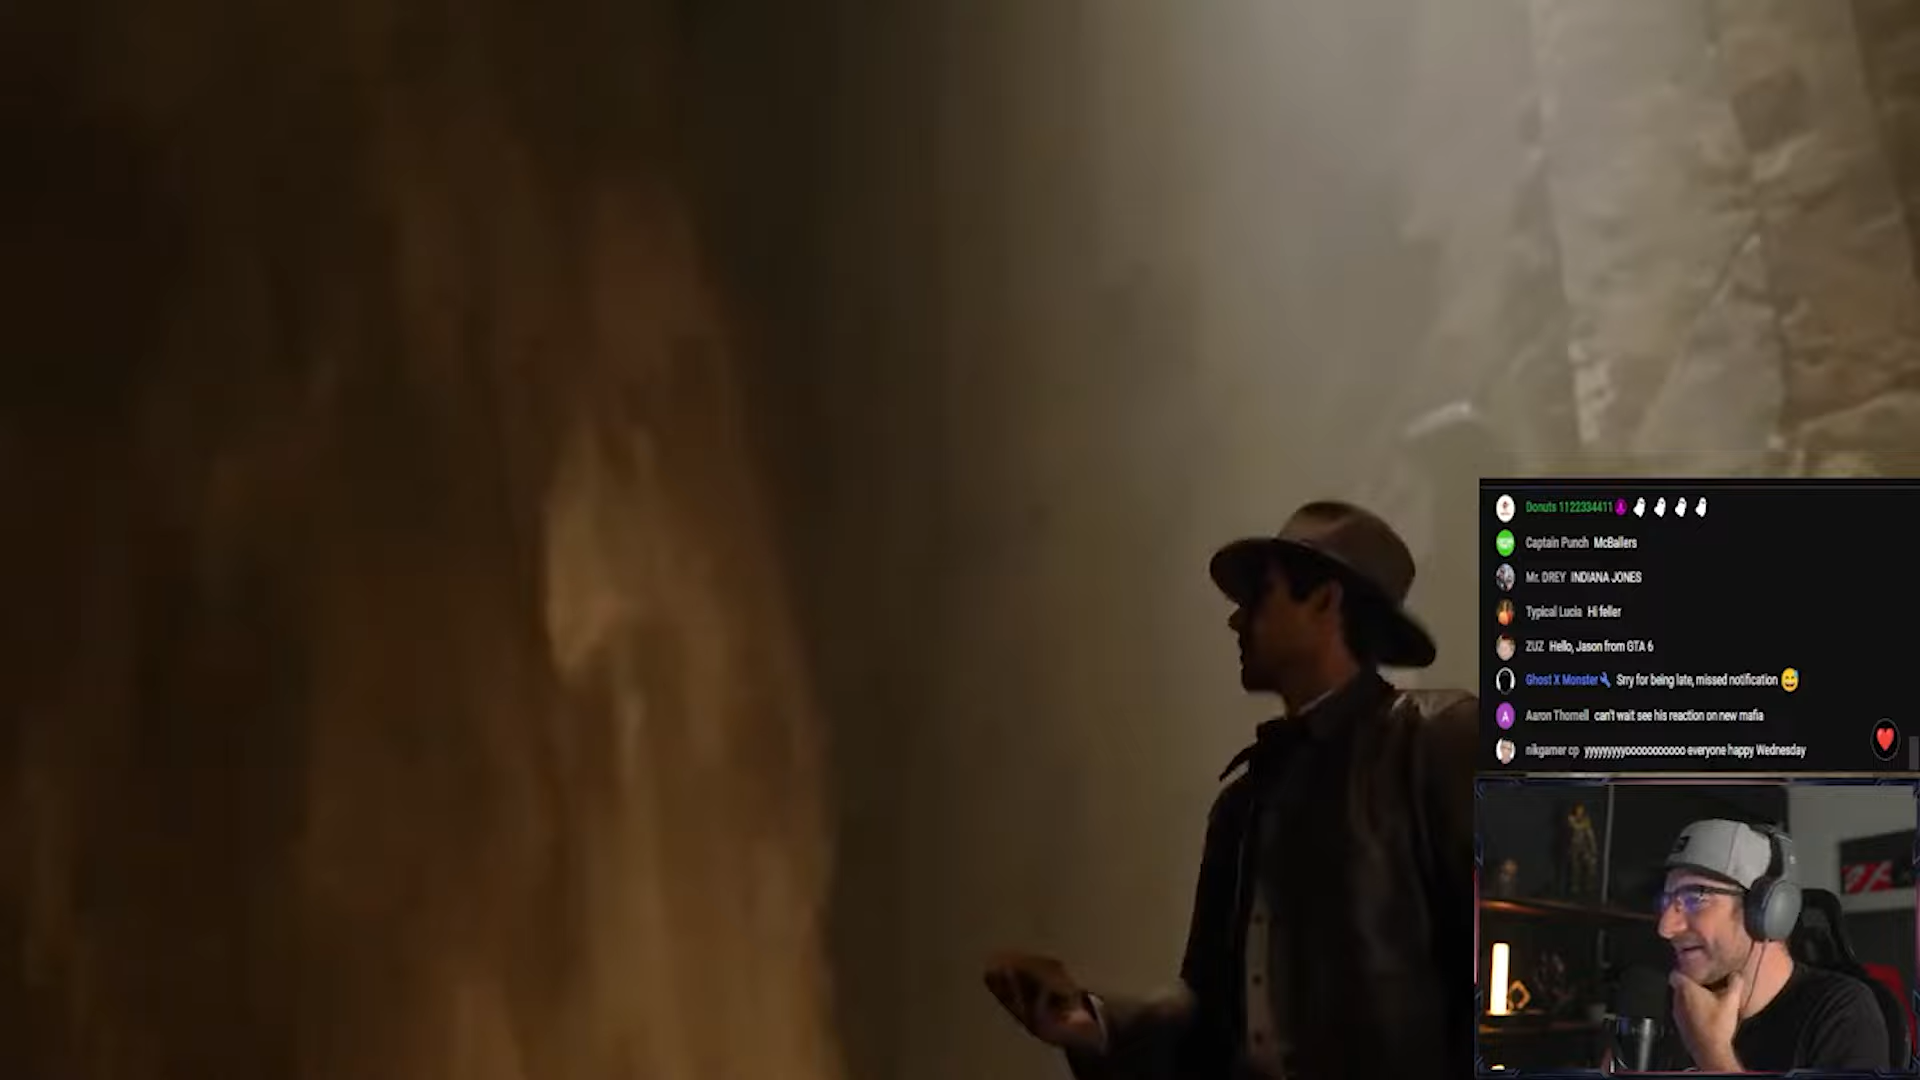 Donuts 1122334411
Captain Punch McBallers
Mr. DREY INDIANA JONES
Typical Lucia Hi feller
ZUZ Hello, Jason from GTA 6
Ghost X Monster Srry for being late, missed notification
Aaron Thornell can't wait see his reaction on new mafia
nikgamer cp yyyyyyyyyooooooooooo everyone happy Wednesday